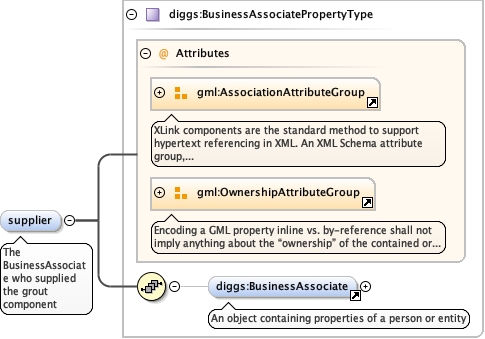 diggs:BusinessAssociatePropertyType
@ Attributes
gml:AssociationAttributeGroup
XLink components are the standard method to support
hypertext referencing in XML. An XML Schema attribute
group,...
gml:OwnershipAttributeGroup
Encoding a GML property inline vs. by-reference shall not
imply anything about the “ownership” of the contained or...
supplier
The
BusinessAssociat
e who supplied
the grout
component
diggs:BusinessAssociate
An object containing properties of a person or entity